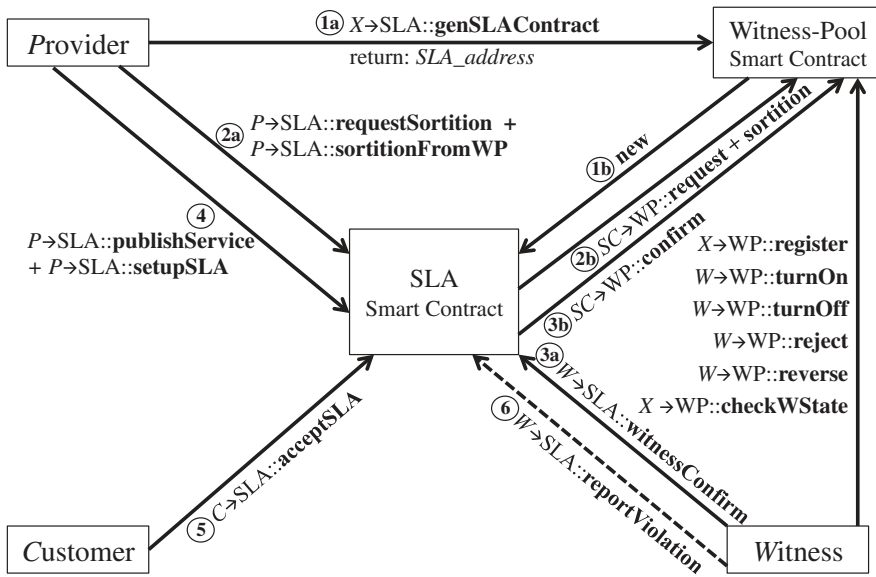 1a X→SLA::genSLAContract
return: SLA_address
Provider
Witness-Pool
Smart Contract
2a P→SLA::requestSortition +
P→SLA::sortitionFromWP
1b new
2b SC→WP::request + sortition
3b SC→WP::confirm
4
P→SLA::publishService
+ P→SLA::setupSLA
SLA
Smart Contract
X→WP::register
W→WP::turnOn
W→WP::turnOff
W→WP::reject
W→WP::reverse
X →WP::checkWState
3a W→SLA::witnessConfirm
6 W→SLA::reportViolation
5 C→SLA::acceptSLA
Customer
Witness